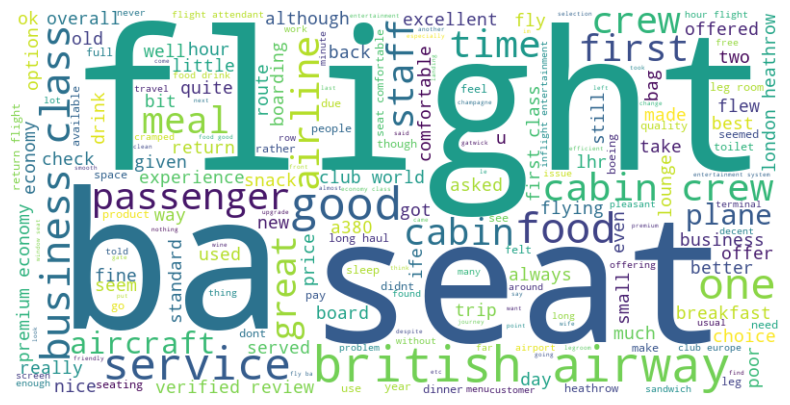 flight
ba
seat
business class
british airway
service
cabin crew
passenger
good
food
meal
airline
time
staff
first
crew
great
cabin
plane
one
aircraft
ok
overall
old
option
economy
drink
check
bit
little
quite
well
hour
although
back
excellent
fly
offered
two
bag
comfortable
flight attendant
boarding
route
given
return
experience
snack
club world
way
used
fine
seem
go
standard
product
told
thing
new
price
a380
ife
got
long haul
sleep
pay
didnt
felt
found
board
trip
always
many
around
asked
u
flying
first class
lhr
lounge
still
flew
made
best
quality
seemed
leg room
toilet
london heathrow
take
even
small
business
offer
better
breakfast
choice
much
poor
day
premium economy
return flight
really
nice
seating
verified review
served
dont
nothing
wine
upgrade
economy class
almost
food good
cramped
row
rather
though
people
due
minute
travel
space
available
lot
full
never
food drink
seat comfortable
feel
champagne
gatwick
said
see
inflight entertainment
issue
pleasant
boeing
free
selection
another
especially
hour flight
entertainment
work
last
next
come
clean
smooth
window seat
put
gate
look
screen
enough
friendly
fly ba
problem
without
use
year
etc
dinner
menu
customer
heathrow
going
airport
far
long
journey
despite
point
wife
want
say
make
usual
club europe
need
leg
legroom
sandwich
find
decent
terminal
premium
offering
efficient
entertainment system
change
took
left
came
think